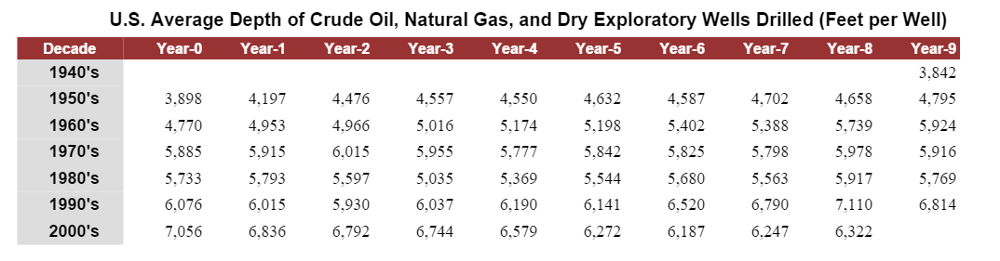 U.S. Average Depth of Crude Oil, Natural Gas, and Dry Exploratory Wells Drilled (Feet per Well)
Decade Year-0 Year-1 Year-2 Year-3 Year-4 Year-5 Year-6 Year-7 Year-8 Year-9
1940's 3,842
1950's 3,898 4,197 4,476 4,557 4,550 4,632 4,587 4,702 4,658 4,795
1960's 4,770 4,953 4,966 5,016 5,174 5,198 5,402 5,388 5,739 5,924
1970's 5,885 5,915 6,015 5,955 5,777 5,842 5,825 5,798 5,978 5,916
1980's 5,733 5,793 5,597 5,035 5,369 5,544 5,680 5,563 5,917 5,769
1990's 6,076 6,015 5,930 6,037 6,190 6,141 6,520 6,790 7,110 6,814
2000's 7,056 6,836 6,792 6,744 6,579 6,272 6,187 6,247 6,322